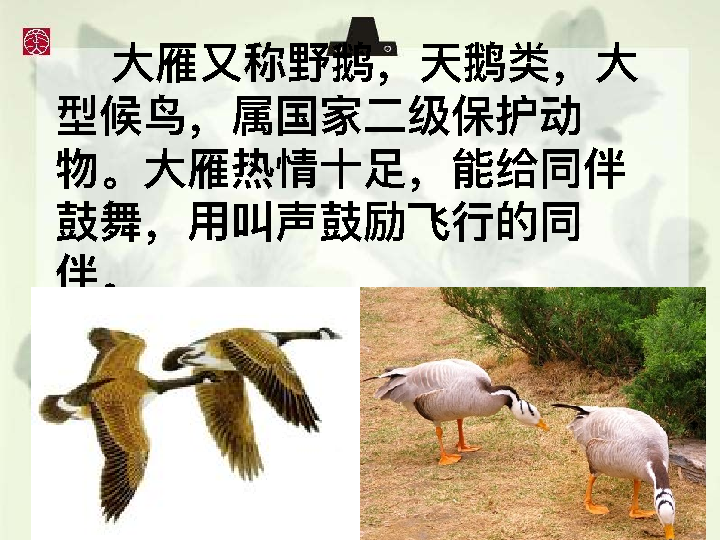 大雁又称野鹅，天鹅类，大
型候鸟，属国家二级保护动
物。大雁热情十足，能给同伴
鼓舞，用叫声鼓励飞行的同
伴。